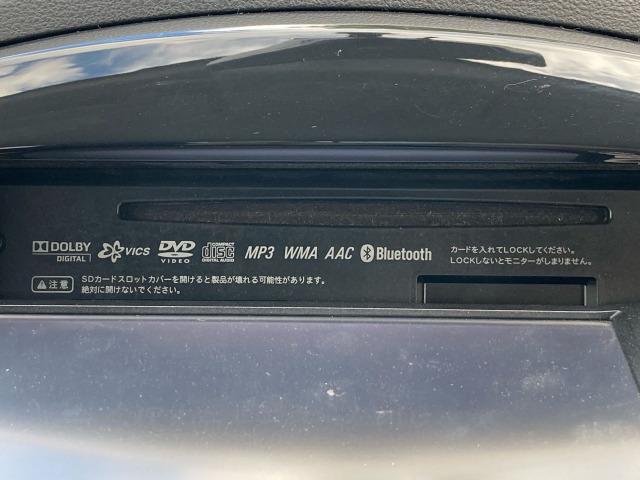 DOLBY DIGITAL
VICS
DVD VIDEO
COMPACT disc DIGITAL AUDIO
MP3 WMA AAC Bluetooth
カードを入れてLOCKしてください。
LOCKしないとモニターがしまりません。
注意
SDカードスロットカバーを開けると製品が壊れる可能性があります。
絶対に開けないでください。